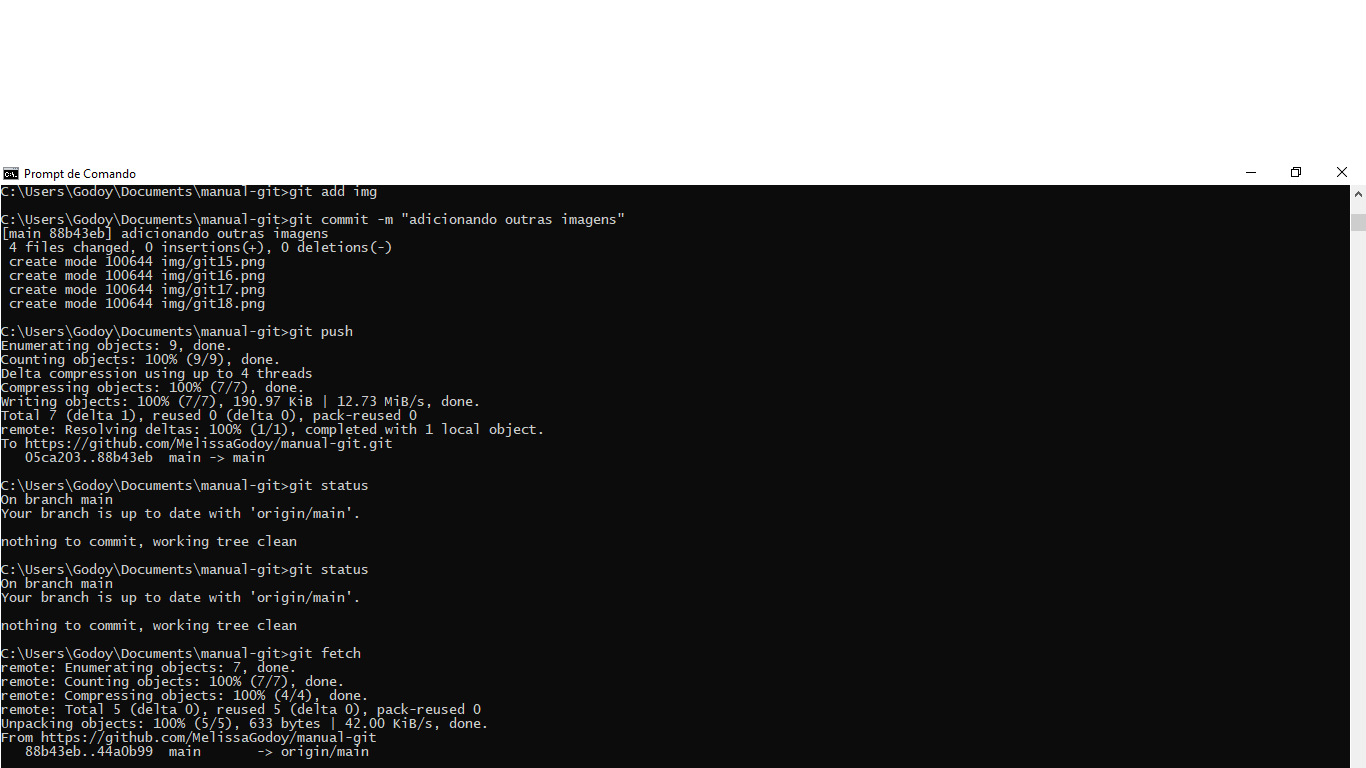 Prompt de Comando
C:\Users\Godoy\Documents\manual-git>git add img
C:\Users\Godoy\Documents\manual-git>git commit -m "adicionando outras imagens"
[main 88b43eb] adicionando outras imagens
4 files changed, 0 insertions(+), 0 deletions(-)
create mode 100644 img/git15.png
create mode 100644 img/git16.png
create mode 100644 img/git17.png
create mode 100644 img/git18.png
C:\Users\Godoy\Documents\manual-git>git push
Enumerating objects: 9, done.
Counting objects: 100% (9/9), done.
Delta compression using up to 4 threads
Compressing objects: 100% (7/7), done.
Writing objects: 100% (7/7), 190.97 KiB | 12.73 MiB/s, done.
Total 7 (delta 1), reused 0 (delta 0), pack-reused 0
remote: Resolving deltas: 100% (1/1), completed with 1 local object.
To https://github.com/MelissaGodoy/manual-git.git
05ca203..88b43eb  main -> main
C:\Users\Godoy\Documents\manual-git>git status
On branch main
Your branch is up to date with 'origin/main'.
nothing to commit, working tree clean
C:\Users\Godoy\Documents\manual-git>git status
On branch main
Your branch is up to date with 'origin/main'.
nothing to commit, working tree clean
C:\Users\Godoy\Documents\manual-git>git fetch
remote: Enumerating objects: 7, done.
remote: Counting objects: 100% (7/7), done.
remote: Compressing objects: 100% (4/4), done.
remote: Total 5 (delta 0), reused 5 (delta 0), pack-reused 0
Unpacking objects: 100% (5/5), 633 bytes | 42.00 KiB/s, done.
From https://github.com/MelissaGodoy/manual-git
88b43eb..44a0b99  main       -> origin/main